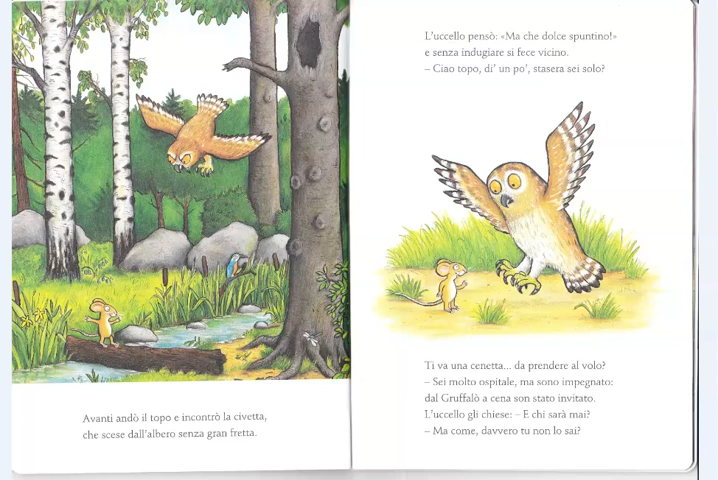 Avanti andò il topo e incontrò la civetta,
che scese dall'albero senza gran fretta.
L'uccello pensò: «Ma che dolce spuntino!»
e senza indugiare si fece vicino.
– Ciao topo, di' un po', stasera sei solo?
Ti va una cenetta... da prendere al volo?
– Sei molto ospitale, ma sono impegnato:
dal Gruffalò a cena son stato invitato.
L'uccello gli chiese: – E chi sarà mai?
– Ma come, davvero tu non lo sai?